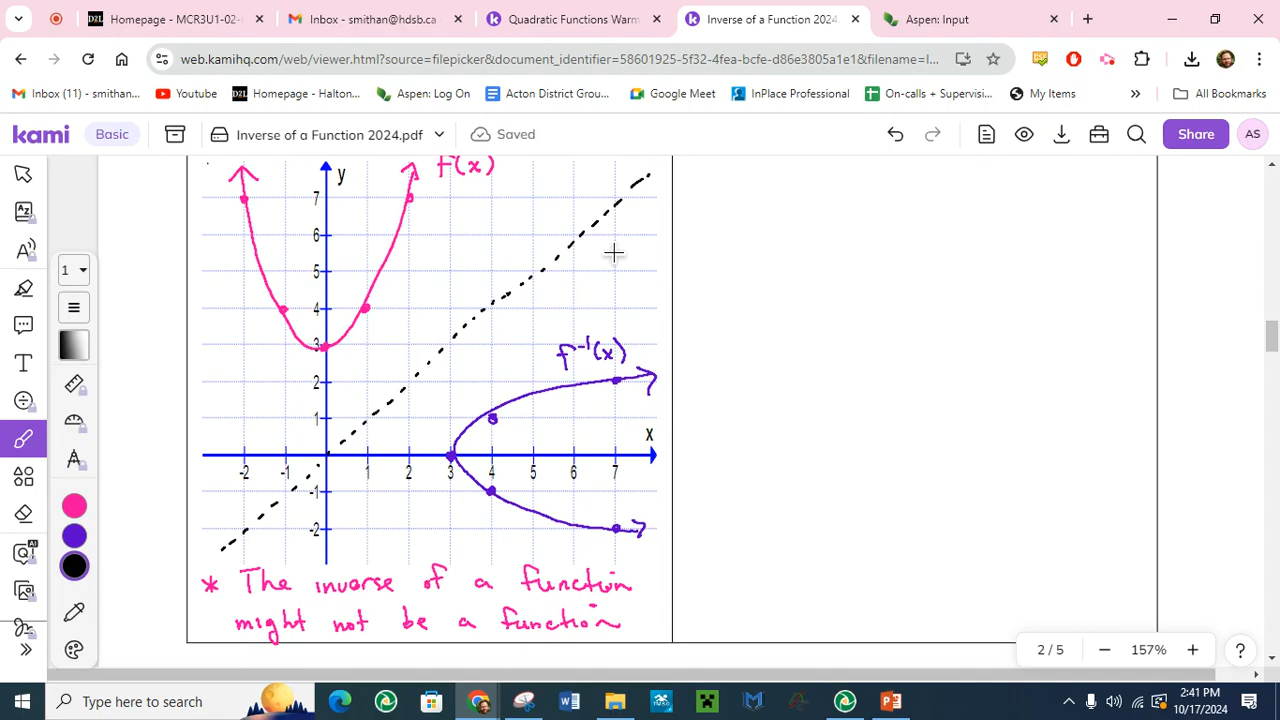 Homepage - MCR3U1-02-
Inbox - smithan@hdsb.ca -
Quadratic Functions Warm
Inverse of a Function 2024
Aspen: Input
web.kamihq.com/web/viewer.html?source=filepicker&document_identifier=58601925-5f32-4fea-bcfe-d86e3805a1e1&filename=I...
Inbox (11) - smithan...
Youtube
Homepage - Halton...
Aspen: Log On
Acton District Grou...
Google Meet
InPlace Professional
On-calls + Supervisi...
My Items
All Bookmarks
kami
Basic
Inverse of a Function 2024.pdf
Saved
Share
AS
1
y
f(x)
7
6
5
4
3
2
1
f⁻¹(x)
x
-2 -1 1 2 3 4 5 6 7
-1
-2
* The inverse of a function
might not be a function
2 / 5
157%
Type here to search
2:41 PM
10/17/2024